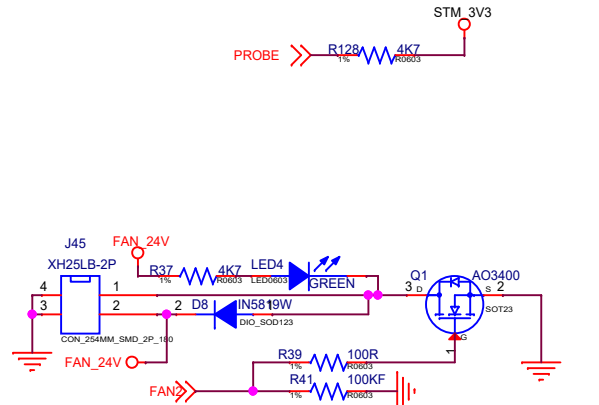 STM_3V3
PROBE
R128
4K7
1%
R0603
J45
XH25LB-2P
FAN_24V
R37
4K7
LED4
1%
R0603
LED0603
GREEN
4
3
1
2
2
D8
IN5819W
1
DIO_SOD123
CON_254MM_SMD_2P_180
Q1
AO3400
3
D
S
2
SOT23
G
1
FAN_24V
R39
100R
1%
R0603
FAN2
R41
100KF
1%
R0603